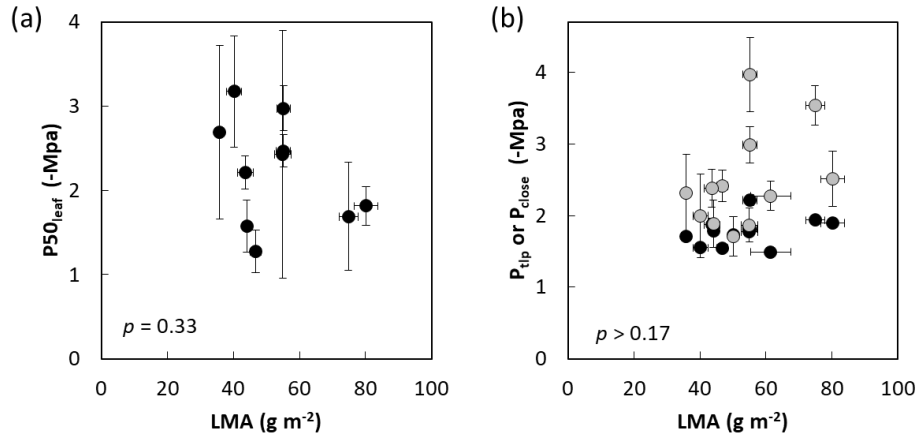 (a)
4
3
2
1
0
P50leaf (-Mpa)
p = 0.33
0 20 40 60 80 100
LMA (g m-2)
(b)
4
3
2
1
0
Ptlp or Pclose (-Mpa)
p > 0.17
0 20 40 60 80 100
LMA (g m-2)